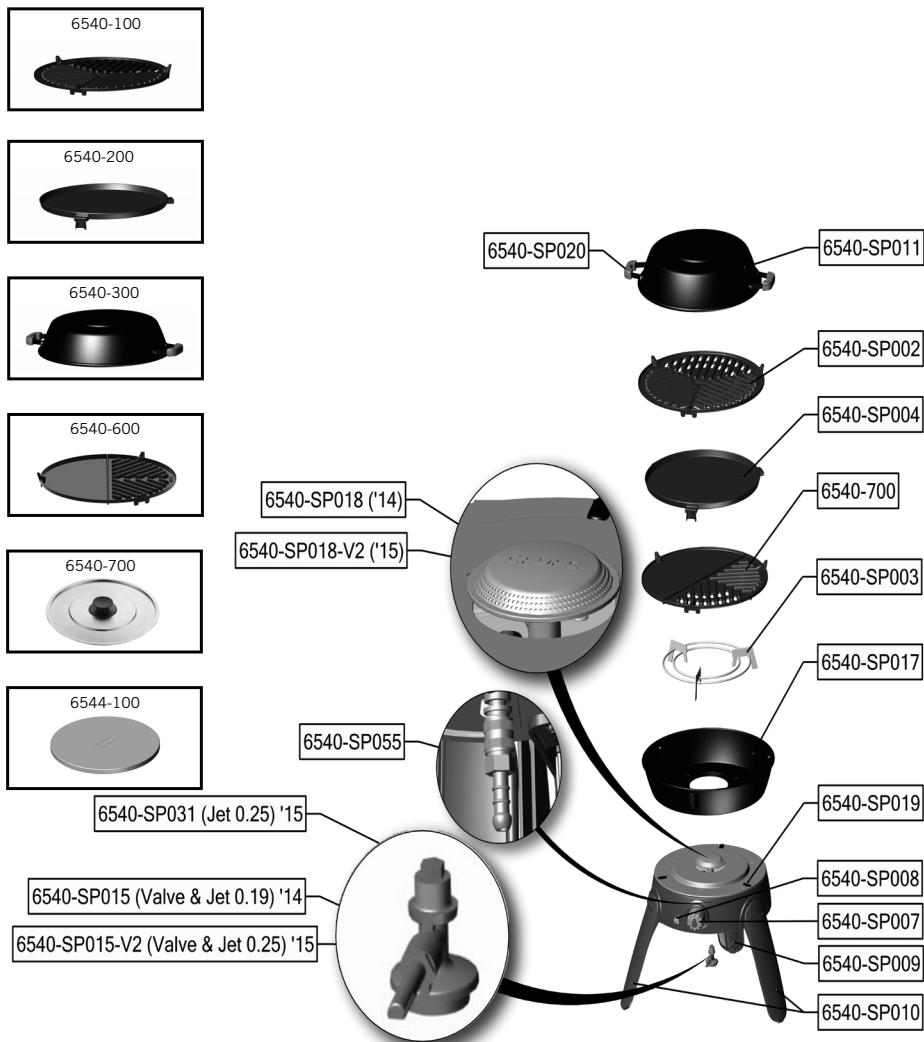 6540-100
6540-200
6540-300
6540-600
6540-700
6544-100
6540-SP020
6540-SP011
6540-SP002
6540-SP004
6540-700
6540-SP003
6540-SP017
6540-SP018 ('14)
6540-SP018-V2 ('15)
6540-SP055
6540-SP031 (Jet 0.25) '15
6540-SP015 (Valve & Jet 0.19) '14
6540-SP015-V2 (Valve & Jet 0.25) '15
6540-SP019
6540-SP008
6540-SP007
6540-SP009
6540-SP010